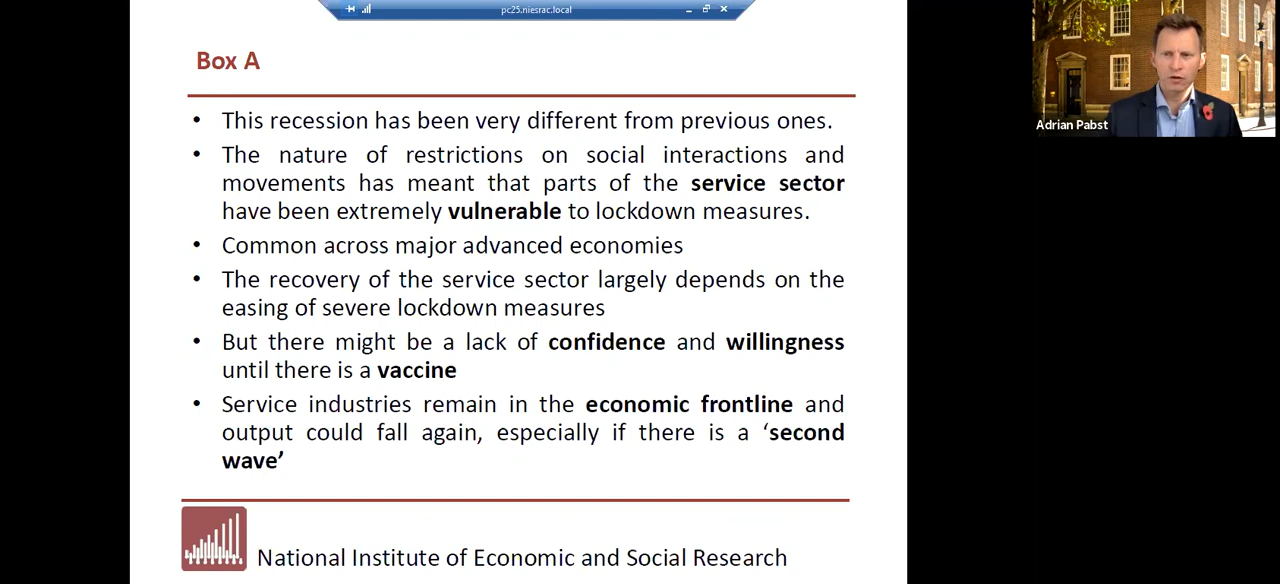 pc25.niesrac.local
Box A
• This recession has been very different from previous ones.
• The nature of restrictions on social interactions and
movements has meant that parts of the service sector
have been extremely vulnerable to lockdown measures.
• Common across major advanced economies
• The recovery of the service sector largely depends on the
easing of severe lockdown measures
• But there might be a lack of confidence and willingness
until there is a vaccine
• Service industries remain in the economic frontline and
output could fall again, especially if there is a ‘second
wave’
National Institute of Economic and Social Research
Adrian Pabst